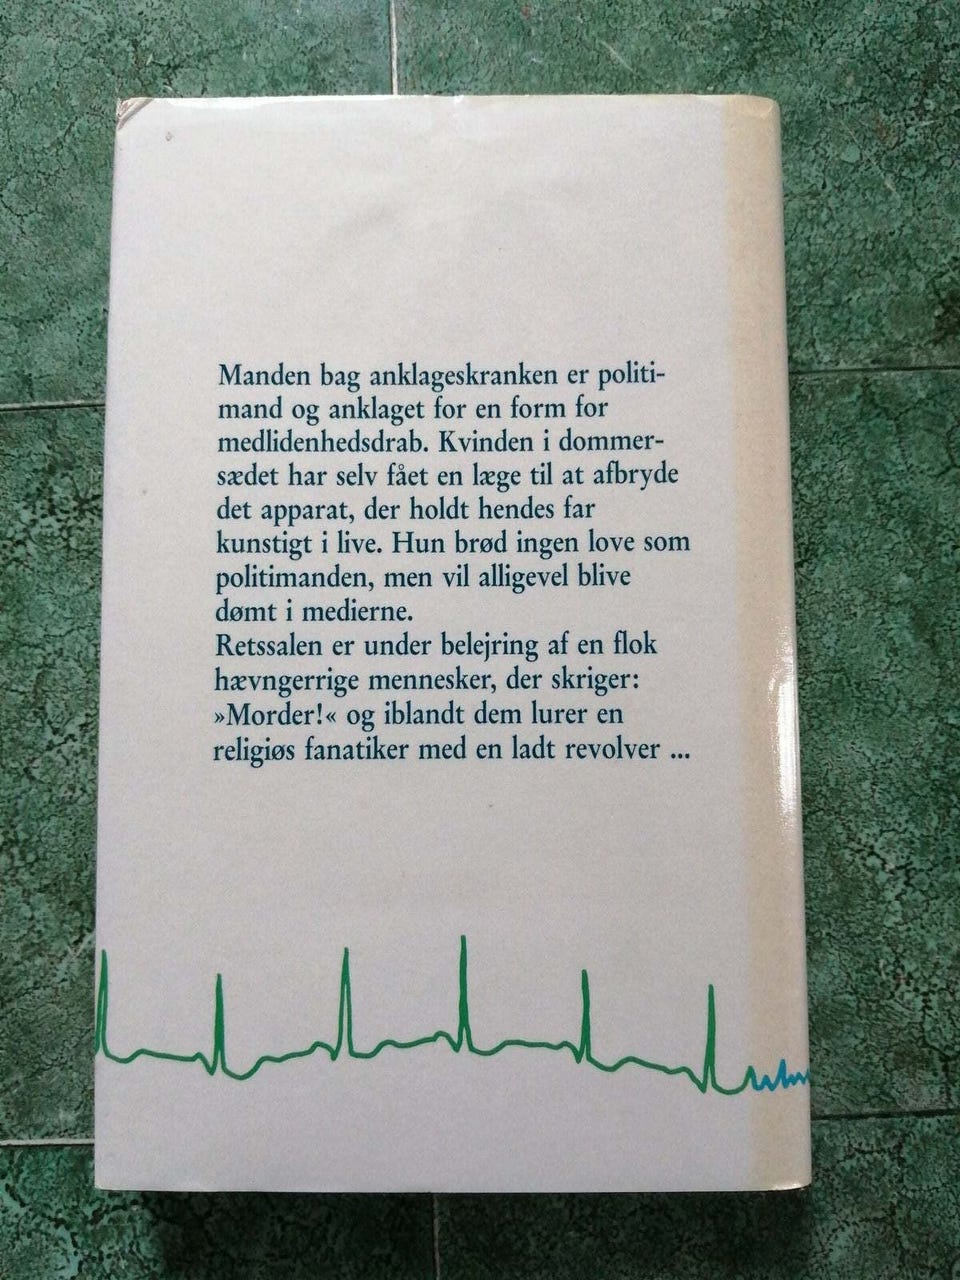 Manden bag anklageskranken er politi-
mand og anklaget for en form for
medlidenhedsdrab. Kvinden i dommer-
sædet har selv fået en læge til at afbryde
det apparat, der holdt hendes far
kunstigt i live. Hun brød ingen love som
politimanden, men vil alligevel blive
dømt i medierne.
Retssalen er under belejring af en flok
hævngerrige mennesker, der skriger:
»Morder!« og iblandt dem lurer en
religiøs fanatiker med en ladt revolver ...